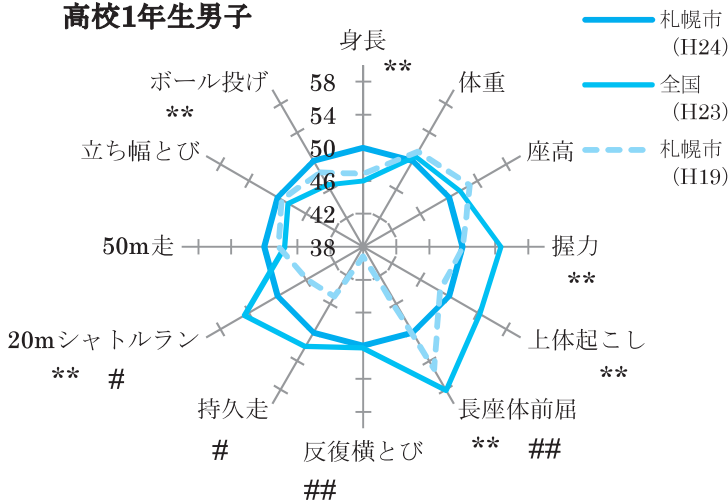 高校1年生男子
札幌市
（H24）
全国
（H23）
札幌市
（H19）
身長
**
体重
座高
握力
**
上体起こし
**
長座体前屈
** ##
反復横とび
##
持久走
#
20mシャトルラン
** #
50m走
立ち幅とび
ボール投げ
**
58
54
50
46
42
38